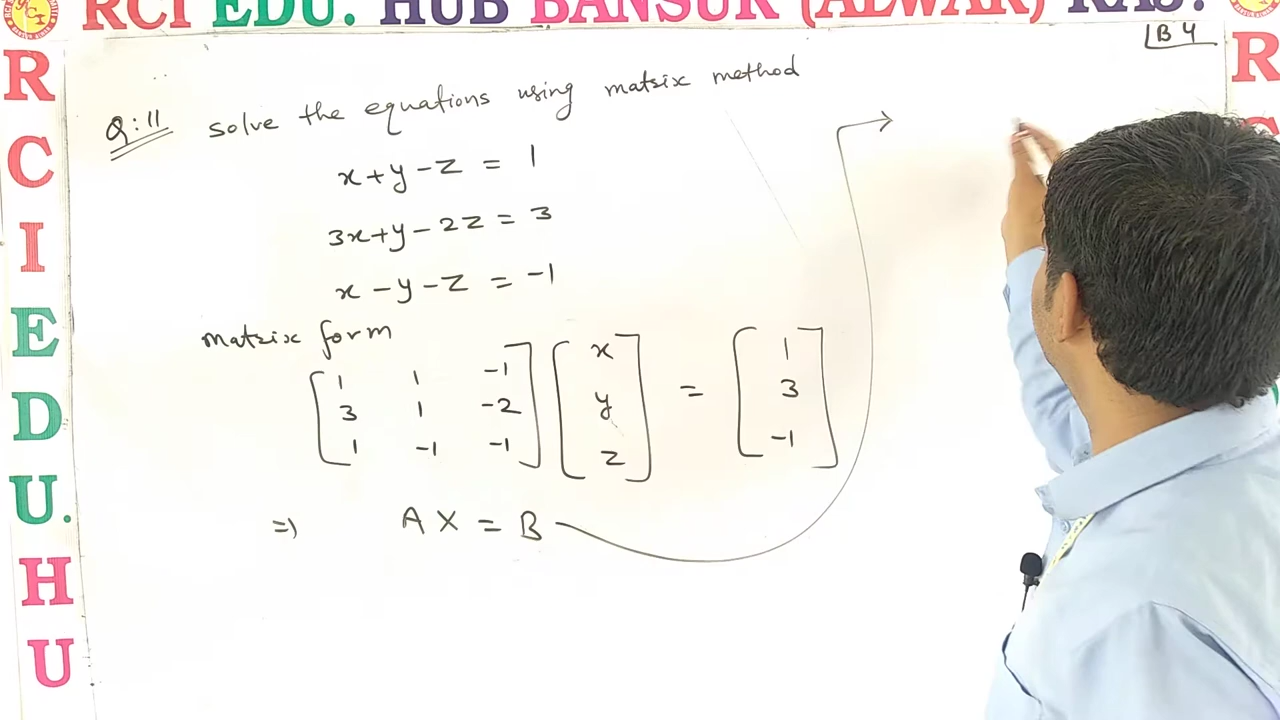 RCI EDU. HUB BANSUR (ALWAR) RAJ.
B 4
Q:11 solve the equations using matrix method
x+y-z = 1
3x+y-2z = 3
x-y-z = -1
matrix form
[1 1 -1] [x] = [1]
[3 1 -2] [y] [3]
[1 -1 -1] [z] [-1]
=) AX = B
R
C
I
E
D
U.
H
U
R